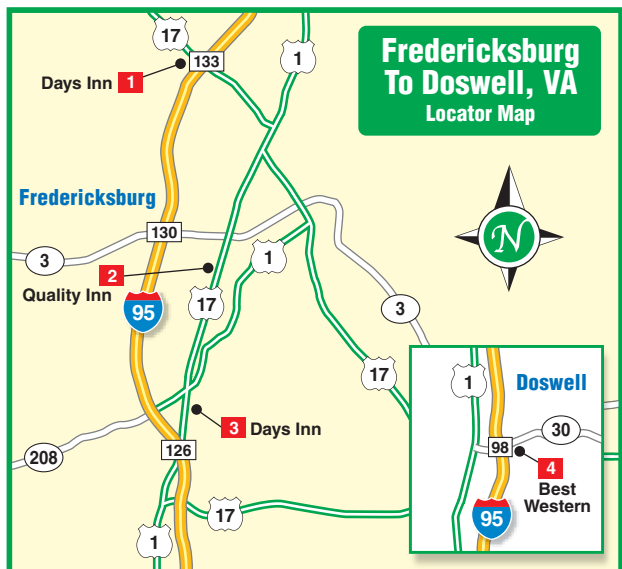 Fredericksburg
To Doswell, VA
Locator Map
17
1
133
Days Inn 1
Fredericksburg
130
3
1
2
Quality Inn
17
95
3
N
17
1
Doswell
3 Days Inn
30
98
208
126
4
Best
Western
17
95
1